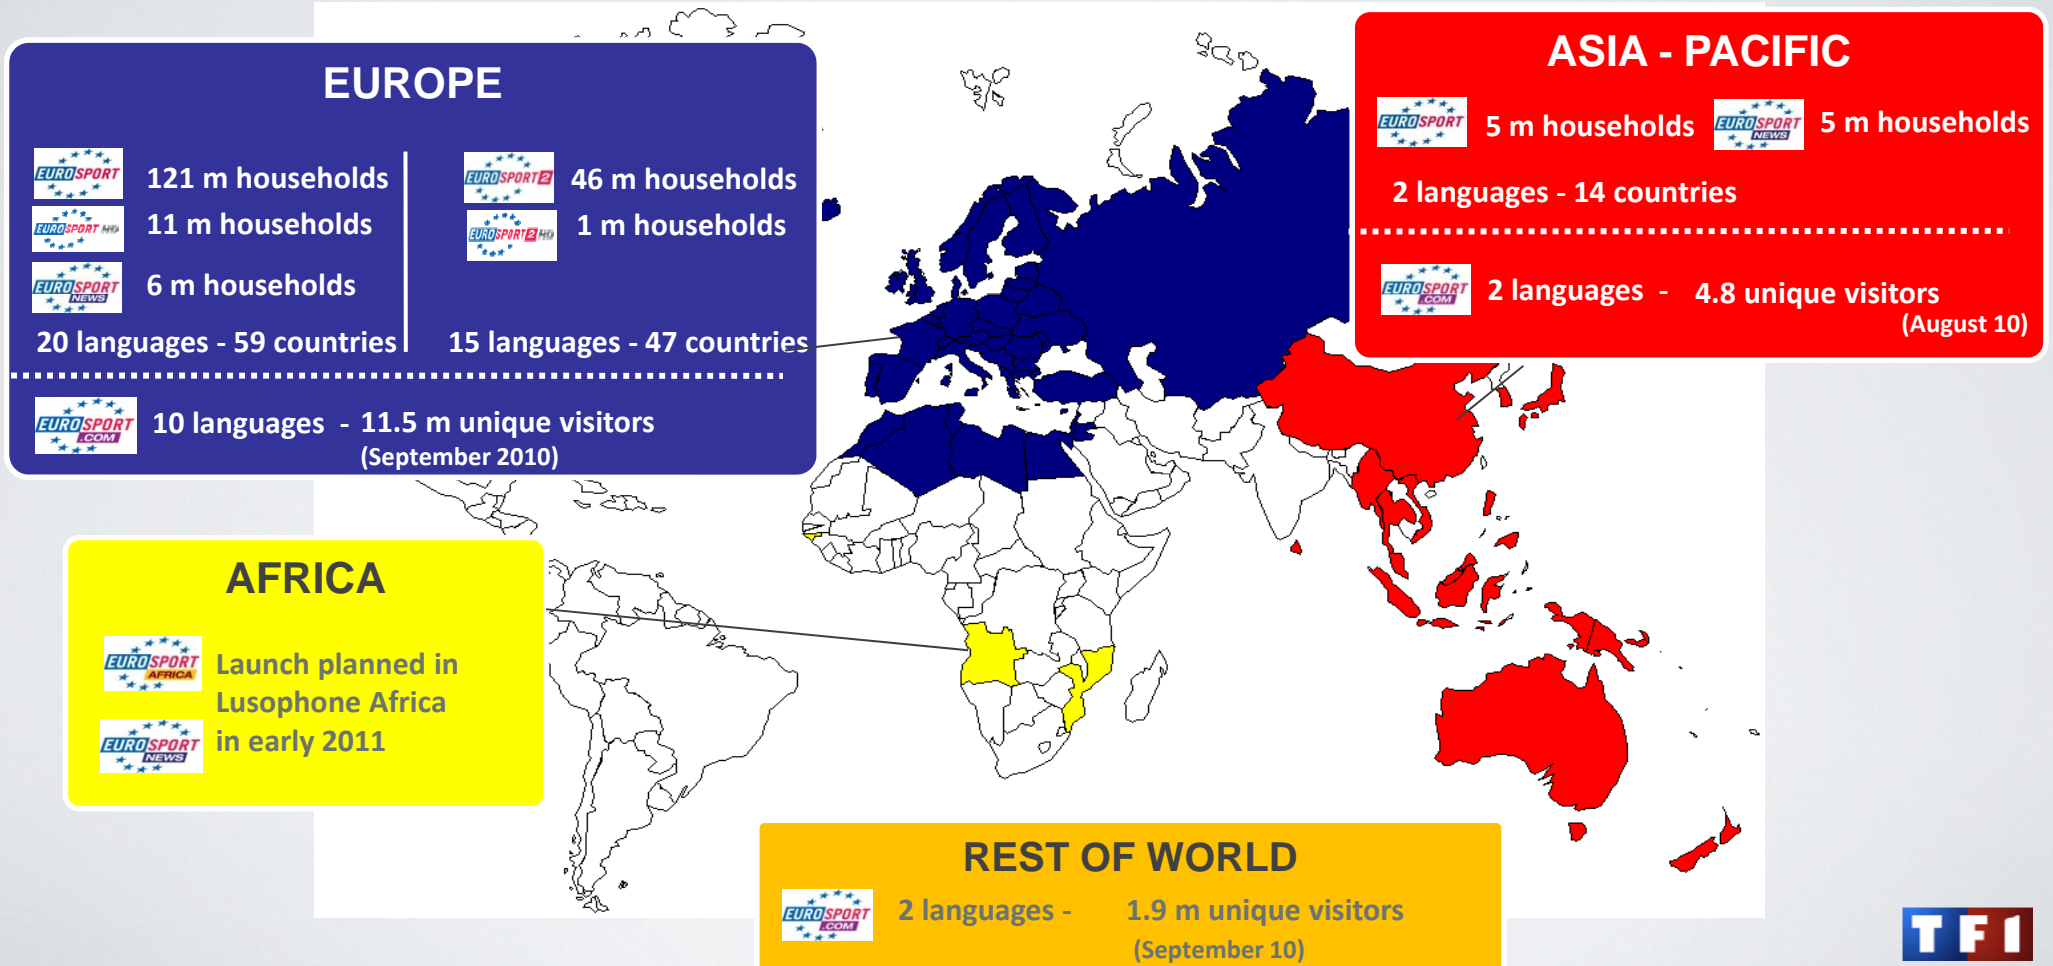 EUROPE
EUROSPORT
121 m households
EUROSPORT HD
11 m households
EUROSPORT
NEWS
6 m households
20 languages - 59 countries
EUROSPORT 2
46 m households
EUROSPORT 2 HD
1 m households
15 languages - 47 countries
EUROSPORT
.COM
10 languages - 11.5 m unique visitors
(September 2010)
ASIA - PACIFIC
EUROSPORT
5 m households
EUROSPORT
NEWS
5 m households
2 languages - 14 countries
EUROSPORT
.COM
2 languages - 4.8 unique visitors
(August 10)
AFRICA
EUROSPORT
AFRICA
EUROSPORT
NEWS
Launch planned in
Lusophone Africa
in early 2011
REST OF WORLD
EUROSPORT
.COM
2 languages - 1.9 m unique visitors
(September 10)
TF1